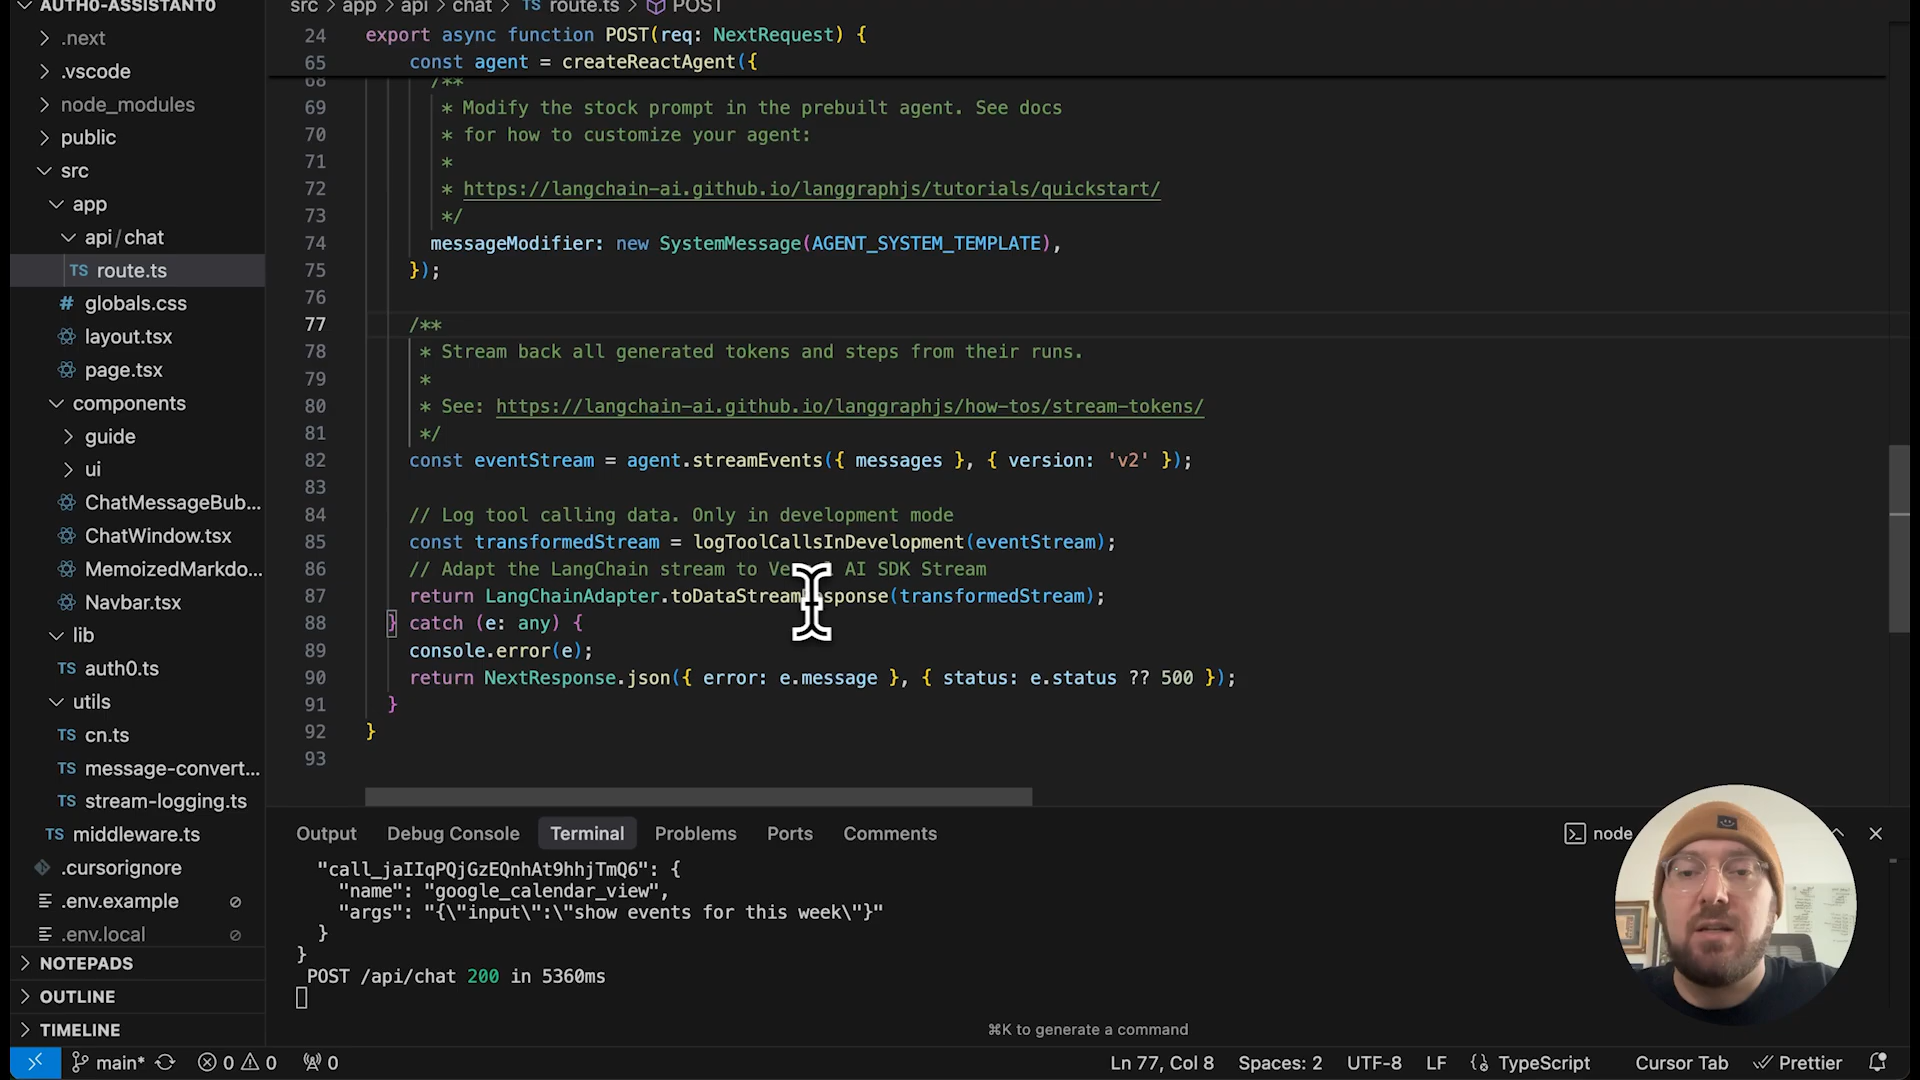 AUTH0-ASSISTANT0
.next
.vscode
node_modules
public
src
app
api/chat
TS route.ts
# globals.css
layout.tsx
page.tsx
components
guide
ui
ChatMessageBub...
ChatWindow.tsx
MemoizedMarkdo...
Navbar.tsx
lib
TS auth0.ts
utils
TS cn.ts
TS message-convert...
TS stream-logging.ts
TS middleware.ts
.cursorignore
.env.example
.env.local
NOTEPADS
OUTLINE
TIMELINE
src > app > api > chat > TS route.ts > POST
24 export async function POST(req: NextRequest) {
65 const agent = createReactAgent({
68 /**
69 * Modify the stock prompt in the prebuilt agent. See docs
70 * for how to customize your agent:
71 *
72 * https://langchain-ai.github.io/langgraphjs/tutorials/quickstart/
73 */
74 messageModifier: new SystemMessage(AGENT_SYSTEM_TEMPLATE),
75 });
76
77 /**
78 * Stream back all generated tokens and steps from their runs.
79 *
80 * See: https://langchain-ai.github.io/langgraphjs/how-tos/stream-tokens/
81 */
82 const eventStream = agent.streamEvents({ messages }, { version: 'v2' });
83
84 // Log tool calling data. Only in development mode
85 const transformedStream = logToolCallsInDevelopment(eventStream);
86 // Adapt the LangChain stream to AI SDK Stream
87 return LangChainAdapter.toDataStreamResponse(transformedStream);
88 } catch (e: any) {
89 console.error(e);
90 return NextResponse.json({ error: e.message }, { status: e.status ?? 500 });
91 }
92 }
93
Output Debug Console Terminal Problems Ports Comments
node
"call_jaIIqPQjGzEQnhAt9hhjTmQ6": {
"name": "google_calendar_view",
"args": "{\"input\":\"show events for this week\"}"
}
}
POST /api/chat 200 in 5360ms
⌘K to generate a command
main* 0 0 0
Ln 77, Col 8 Spaces: 2 UTF-8 LF {} TypeScript Cursor Tab Prettier